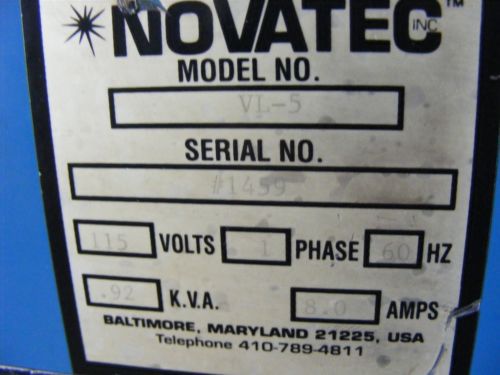 NOVATEC INC ™
MODEL NO.
VL-5
SERIAL NO.
#1459
115 VOLTS 1 PHASE 60 HZ
.92 K.V.A. 8.0 AMPS
BALTIMORE, MARYLAND 21225, USA
Telephone 410-789-4811